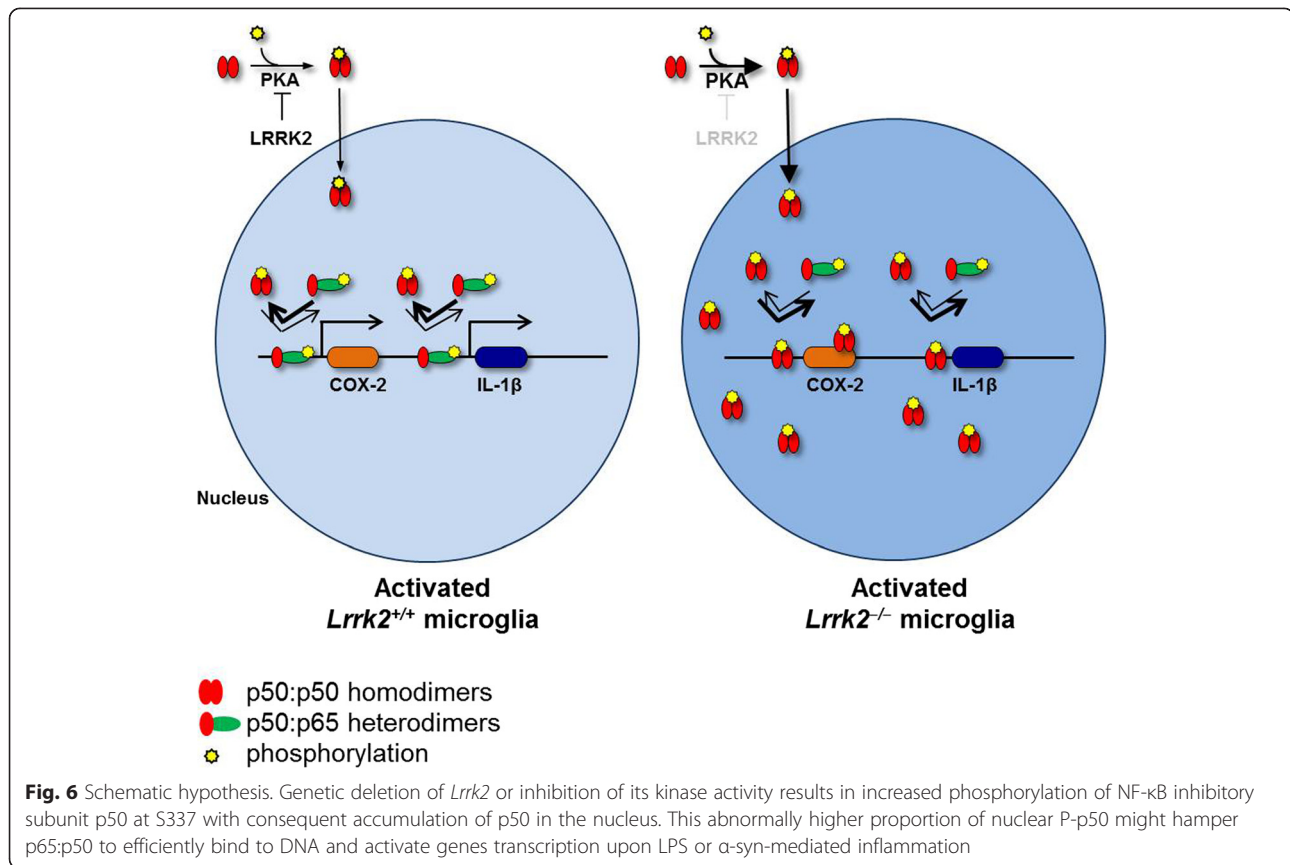 PKA
LRRK2
COX-2
IL-1β
Nucleus
Activated
Lrrk2+/+ microglia
PKA
LRRK2
COX-2
IL-1β
Activated
Lrrk2–/– microglia
p50:p50 homodimers
p50:p65 heterodimers
phosphorylation
Fig. 6 Schematic hypothesis. Genetic deletion of Lrrk2 or inhibition of its kinase activity results in increased phosphorylation of NF-κB inhibitory
subunit p50 at S337 with consequent accumulation of p50 in the nucleus. This abnormally higher proportion of nuclear P-p50 might hamper
p65:p50 to efficiently bind to DNA and activate genes transcription upon LPS or α-syn-mediated inflammation